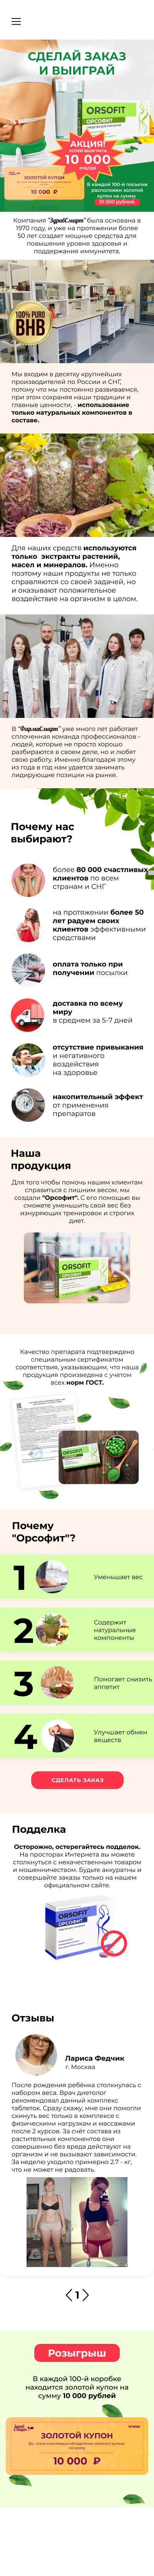 СДЕЛАЙ ЗАКАЗ
И ВЫИГРАЙ
ORSOFIT
АКЦИЯ!
УСПЕЙ ВЫИГРАТЬ
10 000
РУБЛЕЙ
ЗОЛОТОЙ КУПОН
10 000 ₽
В каждой 100-й посылке
расположен золотой
купон на сумму
10 000 рублей.
Компания "ЗдравСмарт" была основана в
1970 году, и уже на протяжении более
50 лет создает мощные средства для
повышения уровня здоровья и
поддержания иммунитета.
100% PURE
BHB
Мы входим в десятку крупнейших
производителей по России и СНГ,
потому что мы постоянно развиваемся,
при этом сохраняя наши традиции и
главные ценности, - использование
только натуральных компонентов в
составе.
Для наших средств используются
только экстракты растений,
масел и минералов. Именно
поэтому наши продукты не только
справляются со своей задачей, но
и оказывают положительное
воздействие на организм в целом.
В "ФармаСмарт" уже много лет работает
сплоченная команда профессионалов -
людей, которые не просто хорошо
разбираются в своем деле, но и любят
свою работу. Именно благодаря этому
из года в год нам удается занимать
лидирующие позиции на рынке.
Почему нас
выбирают?
более 80 000 счастливых
клиентов по всем
странам и СНГ
на протяжении более 50
лет радуем своих
клиентов эффективными
средствами
оплата только при
получении посылки
доставка по всему
миру
в среднем за 5-7 дней
отсутствие привыкания
и негативного
воздействия
на здоровье
накопительный эффект
от применения
препаратов
Наша
продукция
Для того чтобы помочь нашим клиентам
справиться с лишним весом, мы
создали "Орсофит". С его помощью вы
сможете уменьшить свой вес без
изнуряющих тренировок и строгих
диет.
ORSOFIT
Качество препарата подтверждено
специальным сертификатом
соответствия, указывающим, что наша
продукция произведена с учетом
всех норм ГОСТ.
ORSOFIT
Почему
"Орсофит"?
1
Уменьшает вес
2
Содержит
натуральные
компоненты
3
Помогает снизить
аппетит
4
Улучшает обмен
веществ
СДЕЛАТЬ ЗАКАЗ
Подделка
Осторожно, остерегайтесь подделок.
На просторах Интернета вы можете
столкнуться с некачественным товаром
и мошенничеством. Будьте аккуратны и
совершайте заказы только на нашем
официальном сайте.
ORSOFIT
ОРСОФИТ
Отзывы
Лариса Федчик
г. Москва
После рождения ребёнка столкнулась с
набором веса. Врач диетолог
рекомендовал данный комплекс
таблеток. Сразу скажу, мне они помогли
скинуть вес только в комплексе с
физическими нагрузками и массажами
после 2 курсов. За счёт состава из
растительных компонентов они
совершенно без вреда действуют на
организм и не вызывают зависимости.
За неделю уходило примерно 2.7 - кг,
что не может не радовать.
1
Розыгрыш
В каждой 100-й коробке
находится золотой купон на
сумму 10 000 рублей
ЗОЛОТОЙ КУПОН
10 000 ₽